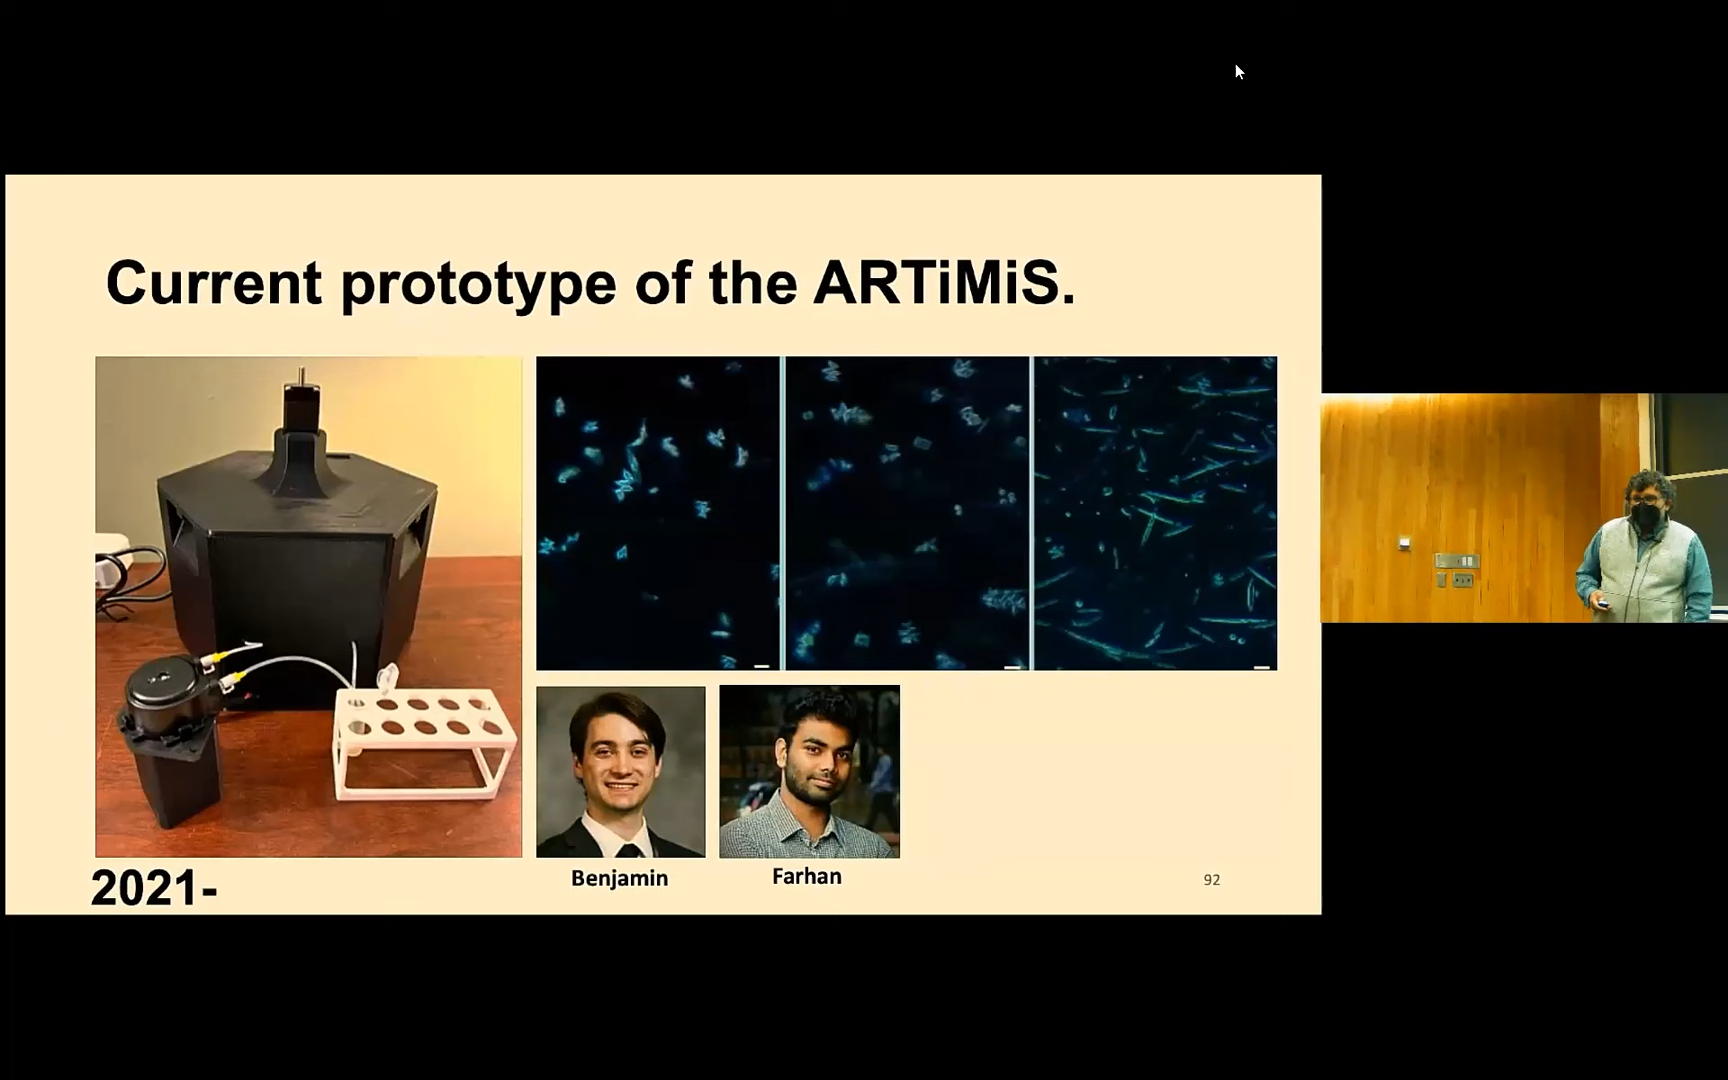 Current prototype of the ARTiMiS.
Benjamin
Farhan
2021-
92